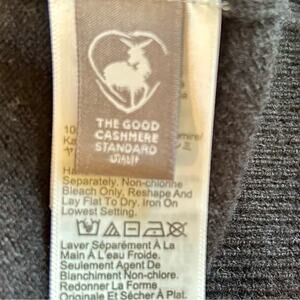 THE GOOD
CASHMERE
STANDARD
Separately. Non-chlorine
Bleach Only. Reshape And
Lay Flat To Dry. Iron On
Lowest Setting.
Laver Séparément À La
Main À L'eau Froide.
Seulement Agent De
Blanchiment Non-chlore.
Redonner La Forme
Originale Et Sécher À Plat.